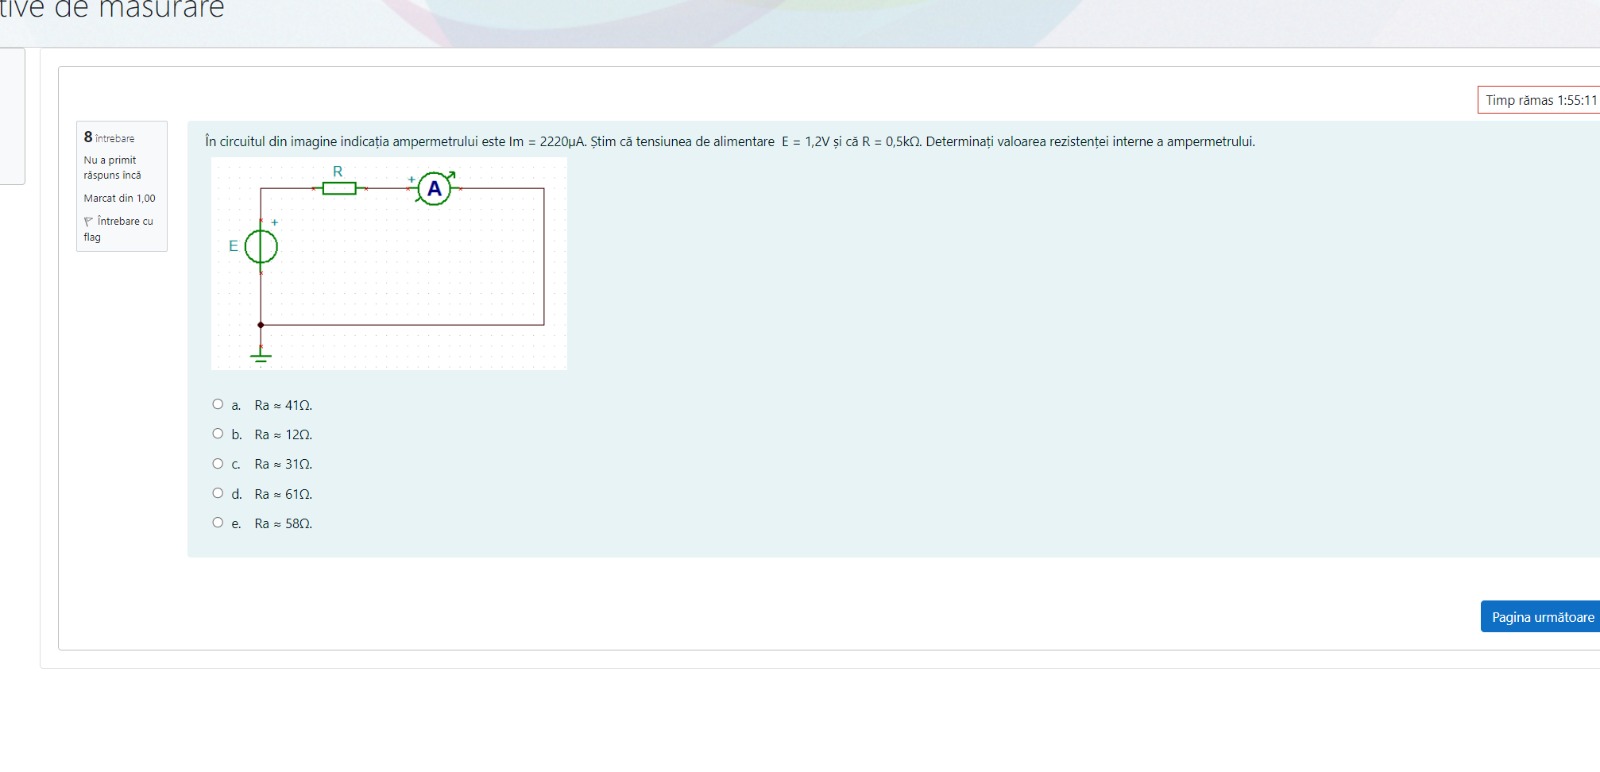 tive de măsurare
Timp rămas 1:55:11
8 întrebare
Nu a primit
răspuns încă
Marcat din 1,00
Întrebare cu
flag
În circuitul din imagine indicația ampermetrului este Im = 2220µA. Știm că tensiunea de alimentare E = 1,2V și că R = 0,5kΩ. Determinați valoarea rezistenței interne a ampermetrului.
R
+
A
+
E
a. Ra ≈ 41Ω.
b. Ra ≈ 12Ω.
c. Ra ≈ 31Ω.
d. Ra ≈ 61Ω.
e. Ra ≈ 58Ω.
Pagina următoare